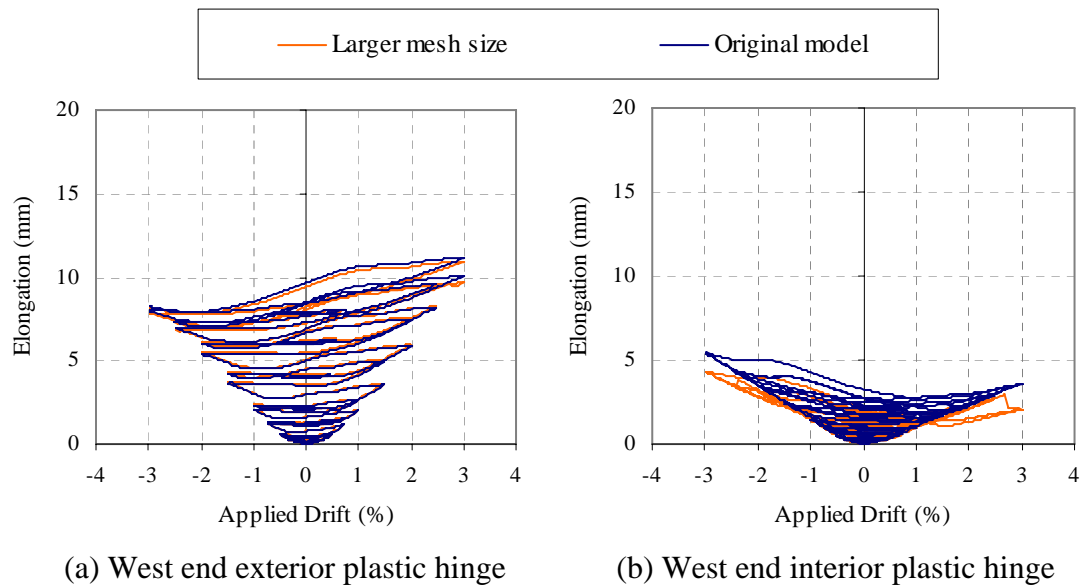 Larger mesh size Original model
20 20
15 15
10 10
5 5
0 0
Elongation (mm) Elongation (mm)
-4 -3 -2 -1 0 1 2 3 4 -4 -3 -2 -1 0 1 2 3 4
Applied Drift (%) Applied Drift (%)
(a) West end exterior plastic hinge (b) West end interior plastic hinge